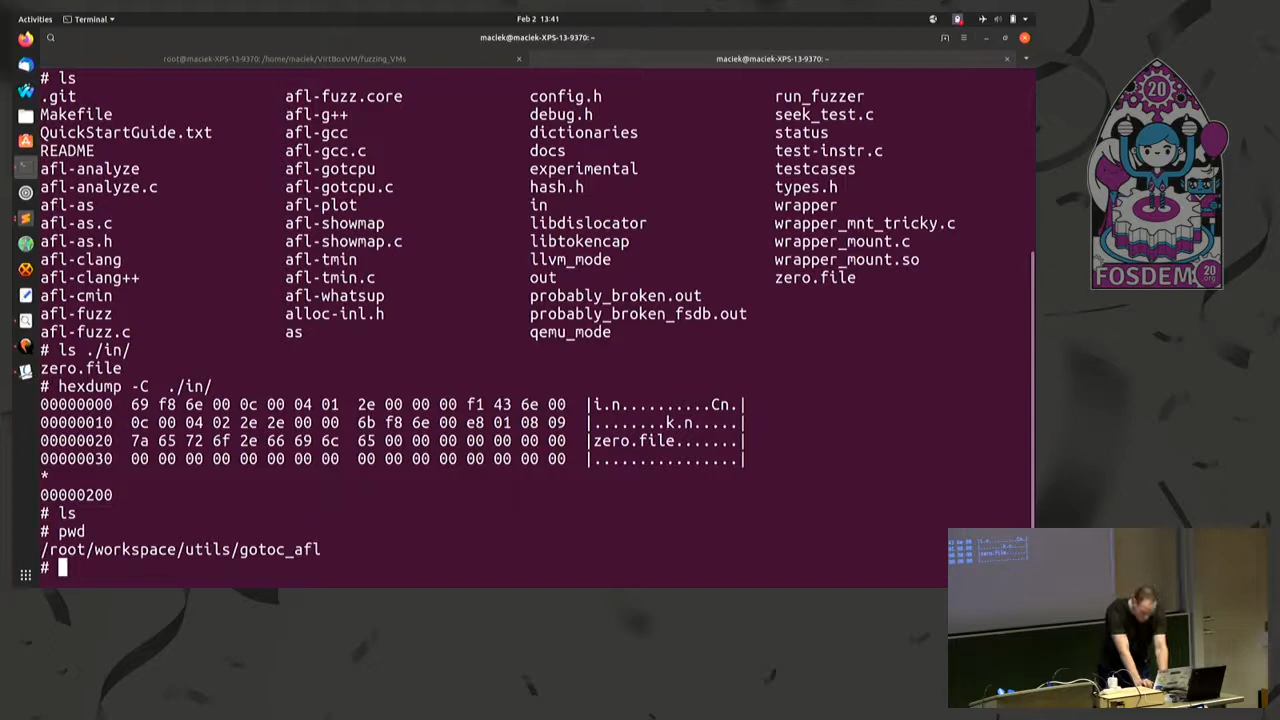 Activities Terminal Feb 2 13:41
maciek@maciek-XPS-13-9370: ~
root@maciek-XPS-13-9370: /home/maciek/VirtBoxVM/fuzzing_VMs maciek@maciek-XPS-13-9370: ~
# ls
.git afl-fuzz.core config.h run_fuzzer
Makefile afl-g++ debug.h seek_test.c
QuickStartGuide.txt afl-gcc dictionaries status
README afl-gcc.c docs test-instr.c
afl-analyze afl-gotcpu experimental testcases
afl-analyze.c afl-gotcpu.c hash.h types.h
afl-as afl-plot in wrapper
afl-as.c afl-showmap libdislocator wrapper_mnt_tricky.c
afl-as.h afl-showmap.c libtokencap wrapper_mount.c
afl-clang afl-tmin llvm_mode wrapper_mount.so
afl-clang++ afl-tmin.c out zero.file
afl-cmin afl-whatsup probably_broken.out
afl-fuzz alloc-inl.h probably_broken_fsdb.out
afl-fuzz.c as qemu_mode
# ls ./in/
zero.file
# hexdump -C  ./in/
00000000  69 f8 6e 00 0c 00 04 01  2e 00 00 00 f1 43 6e 00  |i.n..........Cn.|
00000010  0c 00 04 02 2e 2e 00 00  6b f8 6e 00 e8 01 08 09  |........k.n.....|
00000020  7a 65 72 6f 2e 66 69 6c  65 00 00 00 00 00 00 00  |zero.file.......|
00000030  00 00 00 00 00 00 00 00  00 00 00 00 00 00 00 00  |................|
*
00000200
# ls
# pwd
/root/workspace/utils/gotoc_afl
#
20
FOSDEM 20
.org